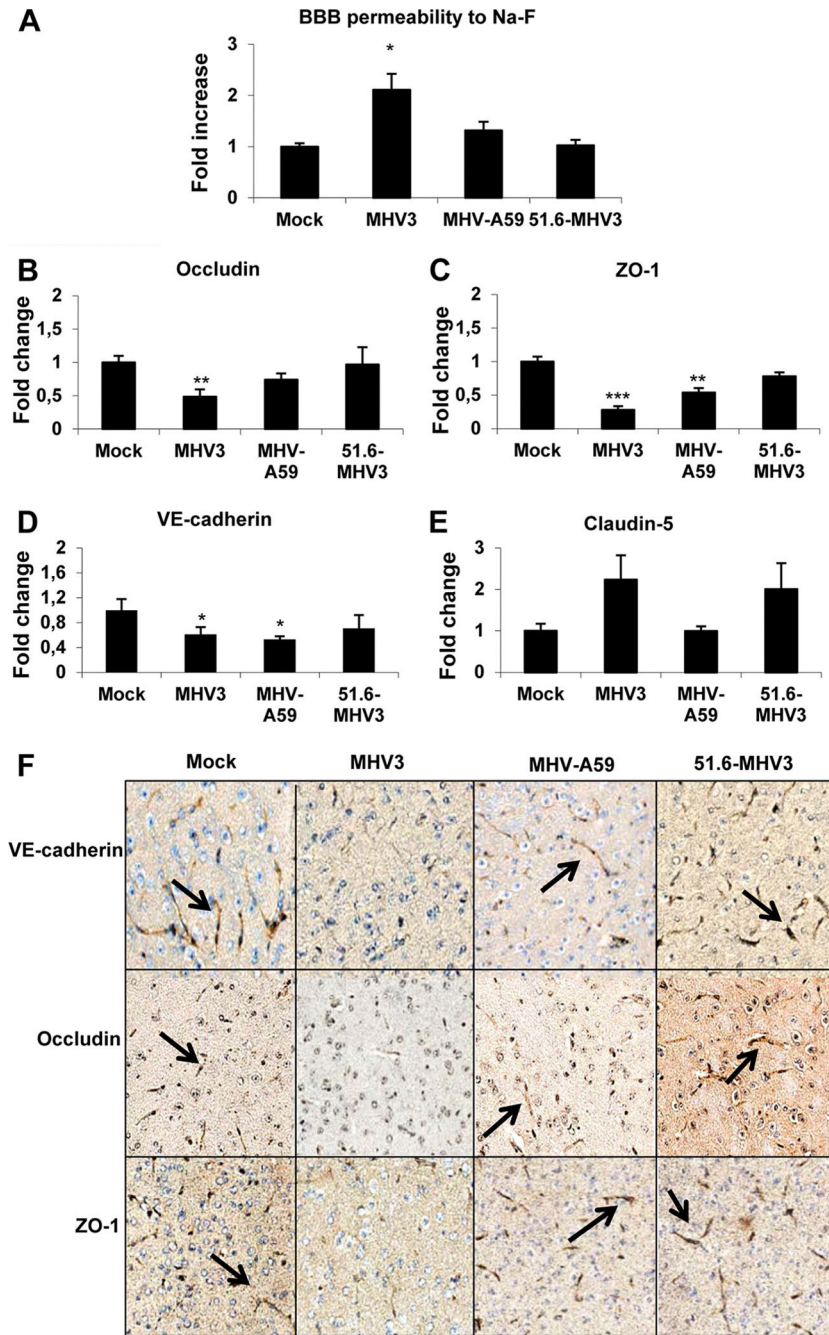 A
BBB permeability to Na-F
Fold increase
3
2
1
0
*
Mock
MHV3
MHV-A59
51.6-MHV3
B
Occludin
Fold change
2
1,5
1
0,5
0
**
Mock
MHV3
MHV-
A59
51.6-
MHV3
C
ZO-1
Fold change
2
1,5
1
0,5
0
***
**
Mock
MHV3
MHV-
A59
51.6-
MHV3
D
VE-cadherin
Fold change
2
1,6
1,2
0,8
0,4
0
*
*
Mock
MHV3
MHV-
A59
51.6-
MHV3
E
Claudin-5
Fold change
3
2
1
0
Mock
MHV3
MHV-
A59
51.6-
MHV3
F
Mock
MHV3
MHV-A59
51.6-MHV3
VE-cadherin
Occludin
ZO-1